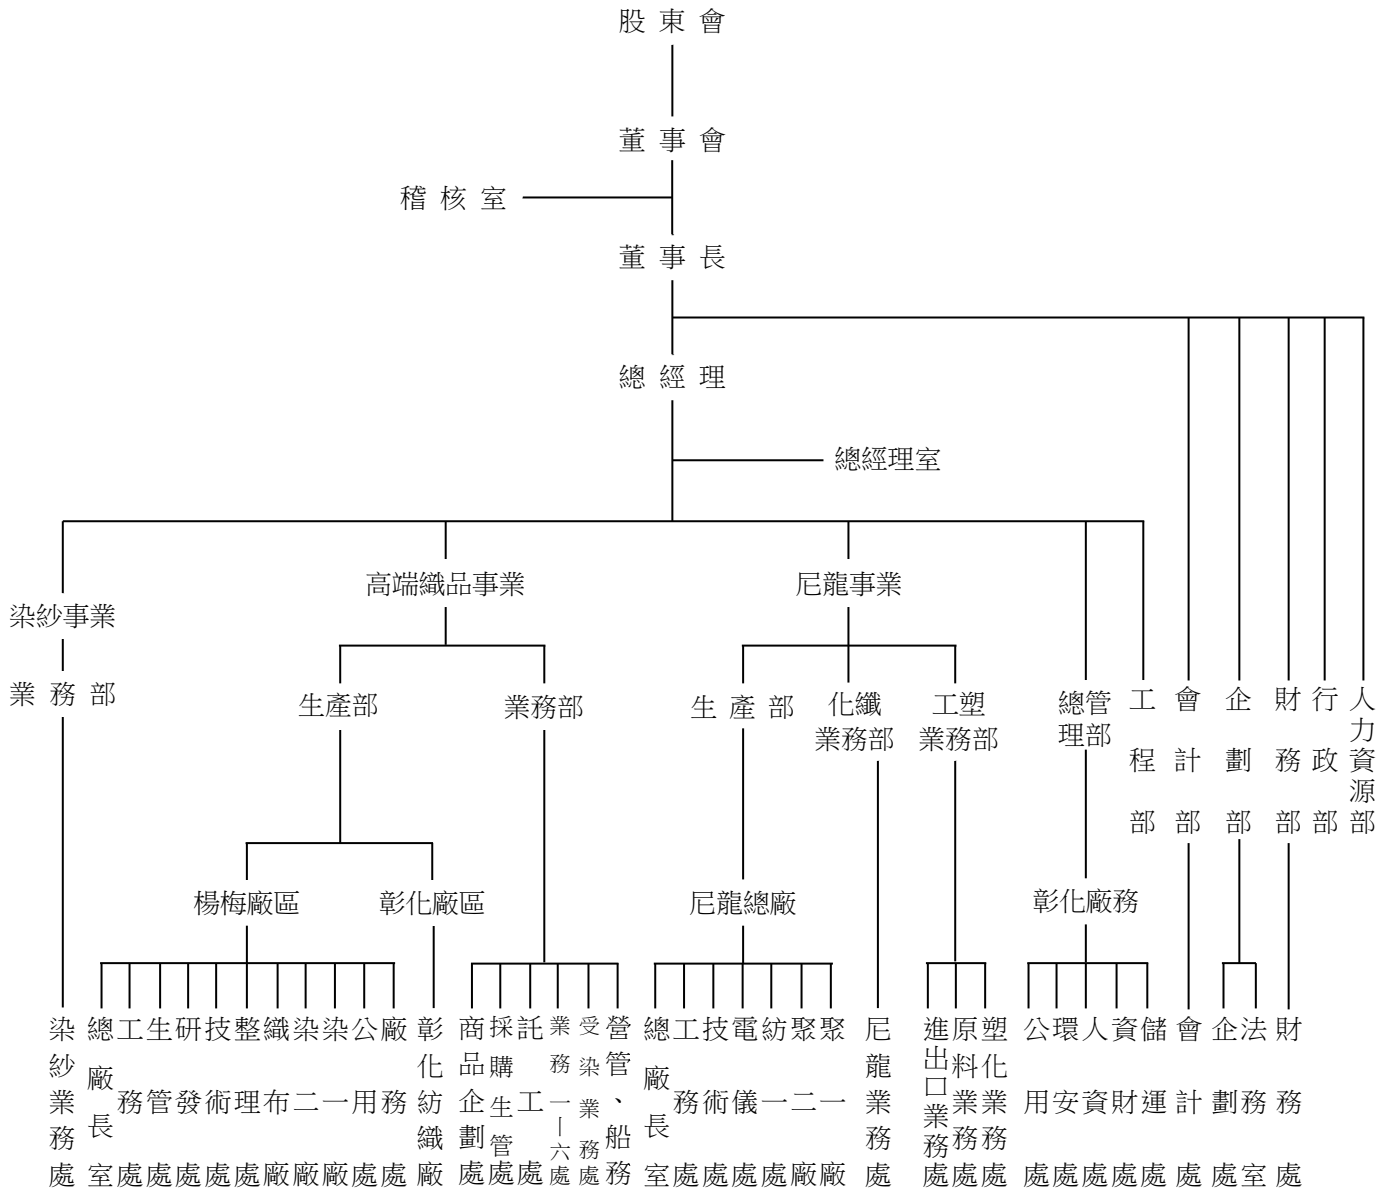 股東會
董事會
稽核室
董事長
總經理
總經理室
高端織品事業
尼龍事業
染紗事業
業務部
生產部
業務部
生產部
化纖
業務部
工塑
業務部
總管
理部
工程部
會計部
企劃部
財務部
行政部
人力資源部
楊梅廠區
彰化廠區
尼龍總廠
彰化廠務
染紗業務處
總廠長室
工務處
生管處
研發處
技術處
整理處
織布廠
染二廠
染一廠
公用處
廠務處
彰化紡織廠
商品企劃處
採購生管處
託工處
業務一—六處
受染業務處
營管、船務
總廠長室
工務處
技術處
電儀處
紡一處
聚二廠
聚一廠
尼龍業務處
進出口業務處
原料業務處
塑化業務處
公用處
環安處
人資處
資財處
儲運處
會計處
企劃處
法務室
財務處